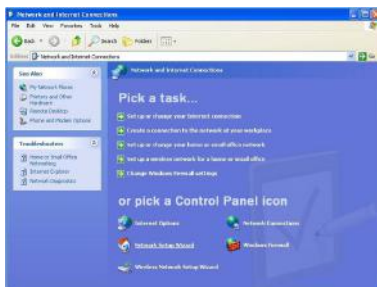 Network and Internet Connections
File Edit View Favorites Tools Help
Back Search Folders
Address Network and Internet Connections Go
See Also
My Network Places
Printers and Other
Hardware
Remote Desktop
Phone and Modem Options
Troubleshooters
Home or Small Office
Networking
Internet Explorer
Network Diagnostics
Network and Internet Connections
Pick a task...
Set up or change your Internet connection
Create a connection to the network at your workplace
Set up or change your home or small office network
Set up a wireless network for a home or small office
Change Windows Firewall settings
or pick a Control Panel icon
Internet Options
Network Connections
Network Setup Wizard
Windows Firewall
Wireless Network Setup Wizard